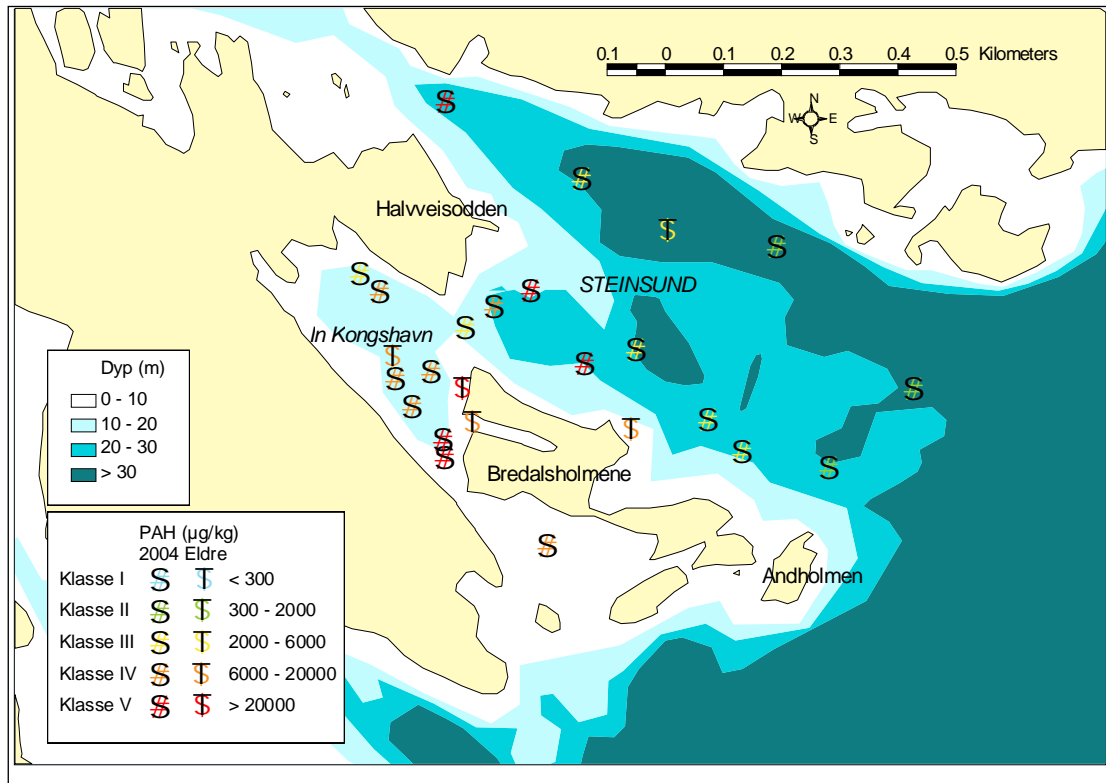 0.1 0 0.1 0.2 0.3 0.4 0.5 Kilometers
N
W E
S
Halvveisodden
STEINSUND
In Kongshavn
Bredalsholmene
Andholmen
Dyp (m)
0 - 10
10 - 20
20 - 30
> 30
PAH (µg/kg)
2004 Eldre
Klasse I < 300
Klasse II 300 - 2000
Klasse III 2000 - 6000
Klasse IV 6000 - 20000
Klasse V > 20000